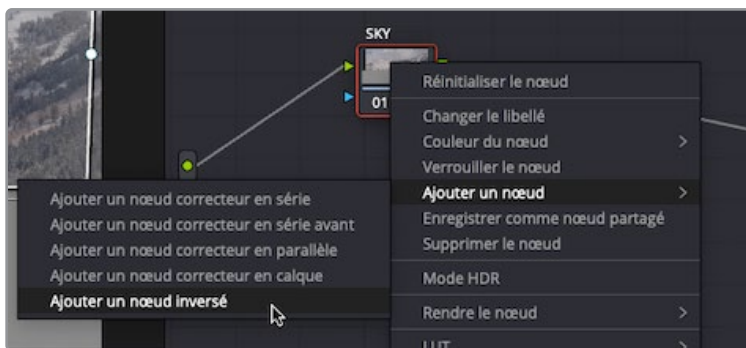 SKY
01
Réinitialiser le nœud
Changer le libellé
Couleur du nœud
Verrouiller le nœud
Ajouter un nœud
Enregistrer comme nœud partagé
Supprimer le nœud
Mode HDR
Rendre le nœud
LUT
Ajouter un nœud correcteur en série
Ajouter un nœud correcteur en série avant
Ajouter un nœud correcteur en parallèle
Ajouter un nœud correcteur en calque
Ajouter un nœud inversé